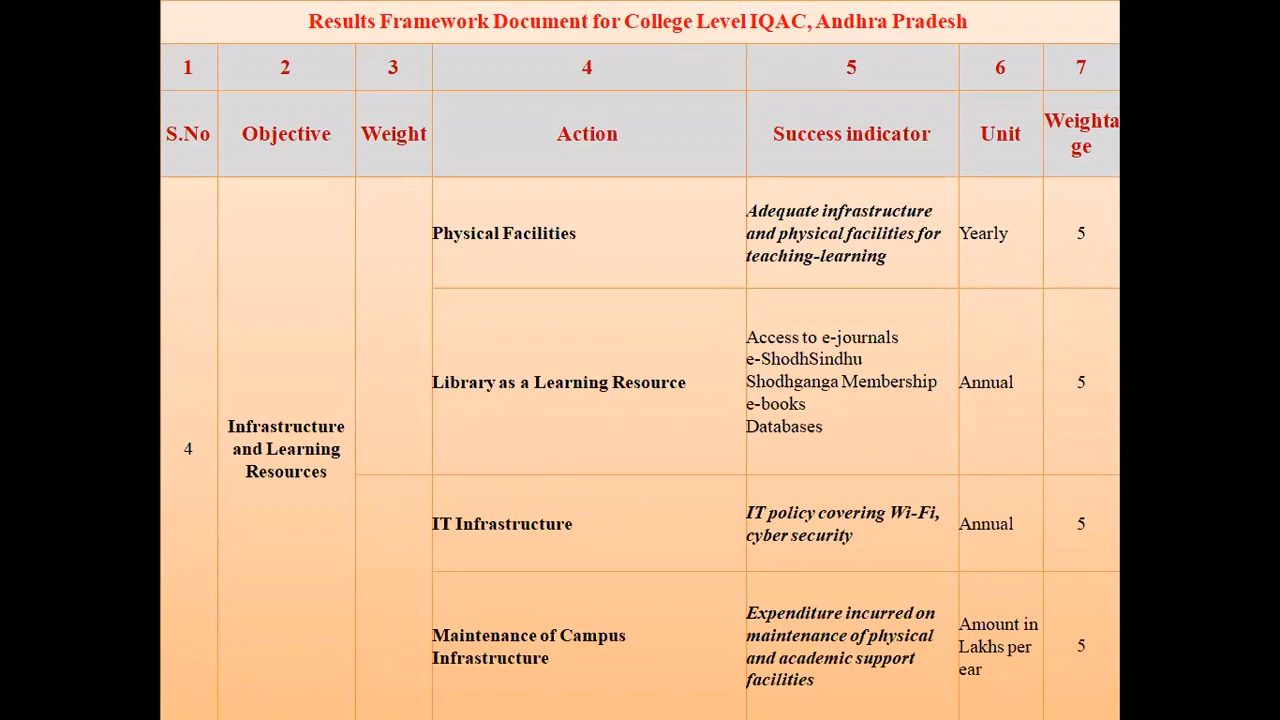 Results Framework Document for College Level IQAC, Andhra Pradesh
1 2 3 4 5 6 7
S.No Objective Weight Action Success indicator Unit Weighta
ge
4
Infrastructure
and Learning
Resources
Physical Facilities
Adequate infrastructure
and physical facilities for
teaching-learning
Yearly
5
Library as a Learning Resource
Access to e-journals
e-ShodhSindhu
Shodhganga Membership
e-books
Databases
Annual
5
IT Infrastructure
IT policy covering Wi-Fi,
cyber security
Annual
5
Maintenance of Campus
Infrastructure
Expenditure incurred on
maintenance of physical
and academic support
facilities
Amount in
Lakhs per
ear
5